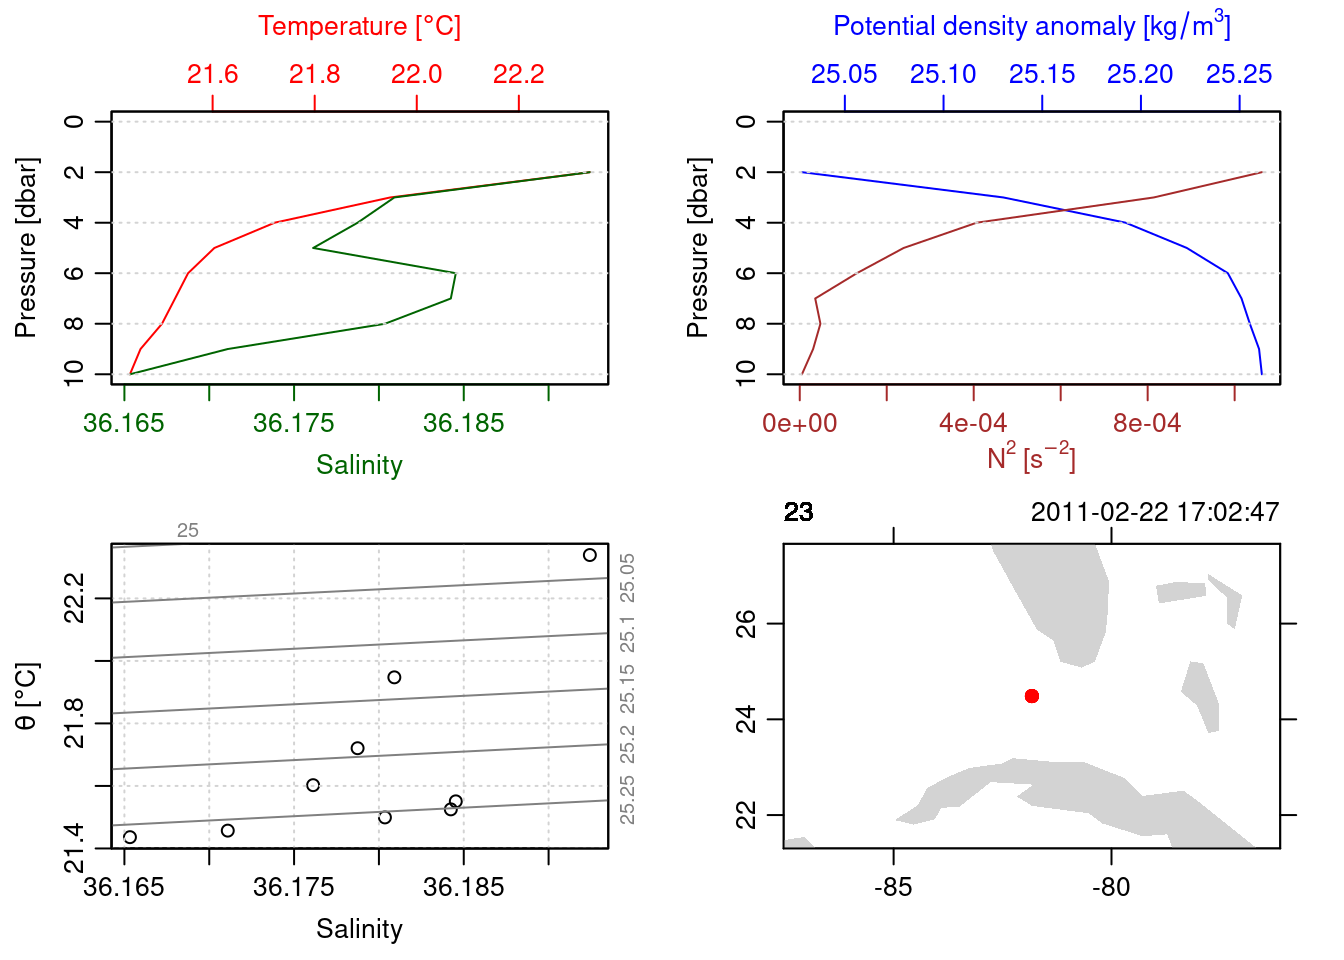 Temperature [°C]
21.6 21.8 22.0 22.2
0
2
4
6
8
10
Pressure [dbar]
36.165 36.175 36.185
Salinity
Potential density anomaly [kg/m³]
25.05 25.10 25.15 25.20 25.25
0
2
4
6
8
10
Pressure [dbar]
0e+00 4e-04 8e-04
N² [s⁻²]
25
22.2
21.8
21.4
θ [°C]
25.05
25.1
25.15
25.2
25.25
36.165 36.175 36.185
Salinity
23 2011-02-22 17:02:47
26
24
22
-85 -80